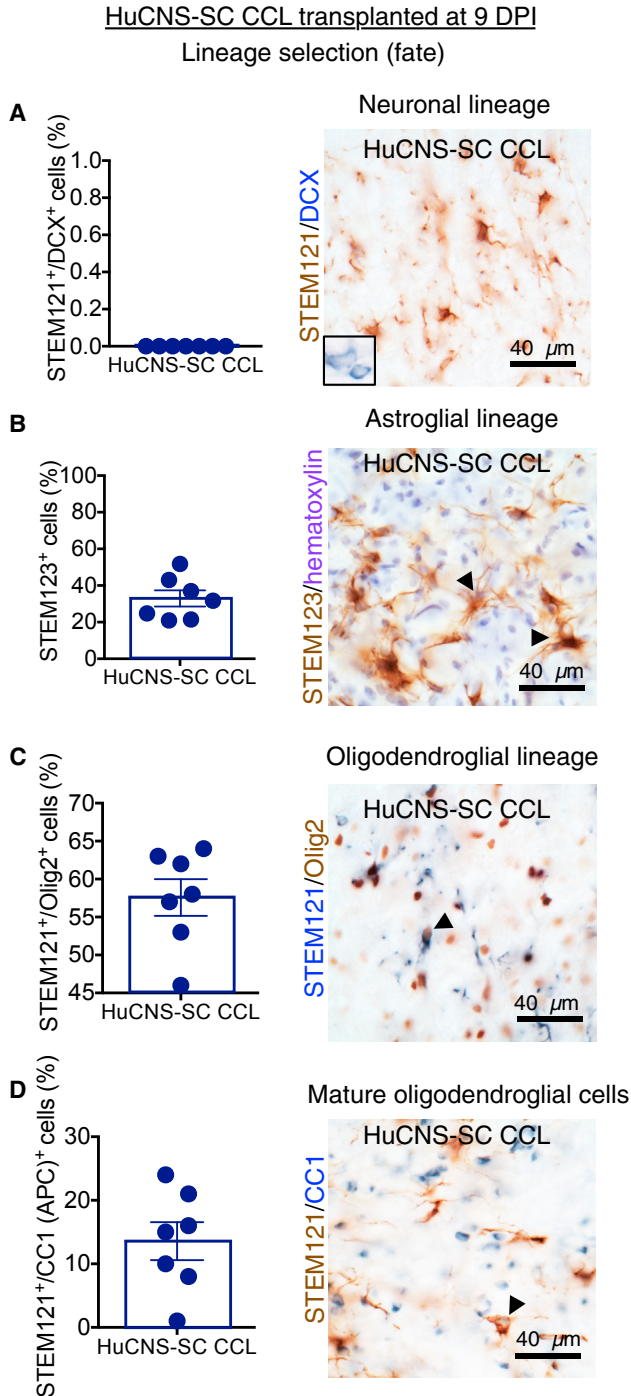 HuCNS-SC CCL transplanted at 9 DPI
Lineage selection (fate)
A
Neuronal lineage
STEM121⁺/DCX⁺ cells (%)
1.0
0.8
0.6
0.4
0.2
0.0
HuCNS-SC CCL
STEM121/DCX
HuCNS-SC CCL
40 µm
B
Astroglial lineage
STEM123⁺ cells (%)
100
80
60
40
20
0
HuCNS-SC CCL
STEM123/hematoxylin
HuCNS-SC CCL
40 µm
C
Oligodendroglial lineage
STEM121⁺/Olig2⁺ cells (%)
70
65
60
55
50
45
HuCNS-SC CCL
STEM121/Olig2
HuCNS-SC CCL
40 µm
D
Mature oligodendroglial cells
STEM121⁺/CC1 (APC)⁺ cells (%)
30
20
10
0
HuCNS-SC CCL
STEM121/CC1
HuCNS-SC CCL
40 µm